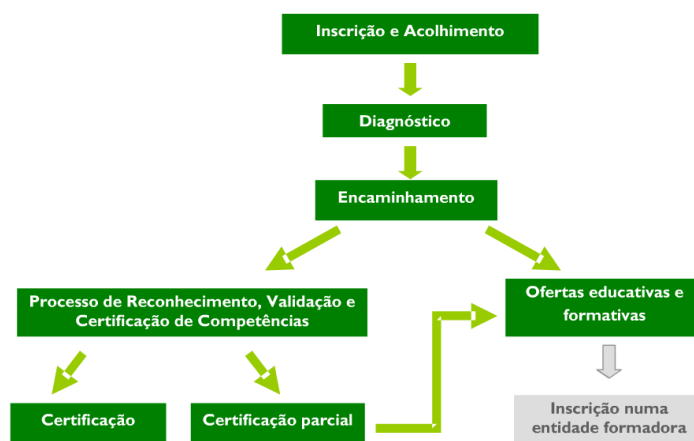 Inscrição e Acolhimento
Diagnóstico
Encaminhamento
Processo de Reconhecimento, Validação e
Certificação de Competências
Ofertas educativas e
formativas
Certificação
Certificação parcial
Inscrição numa
entidade formadora